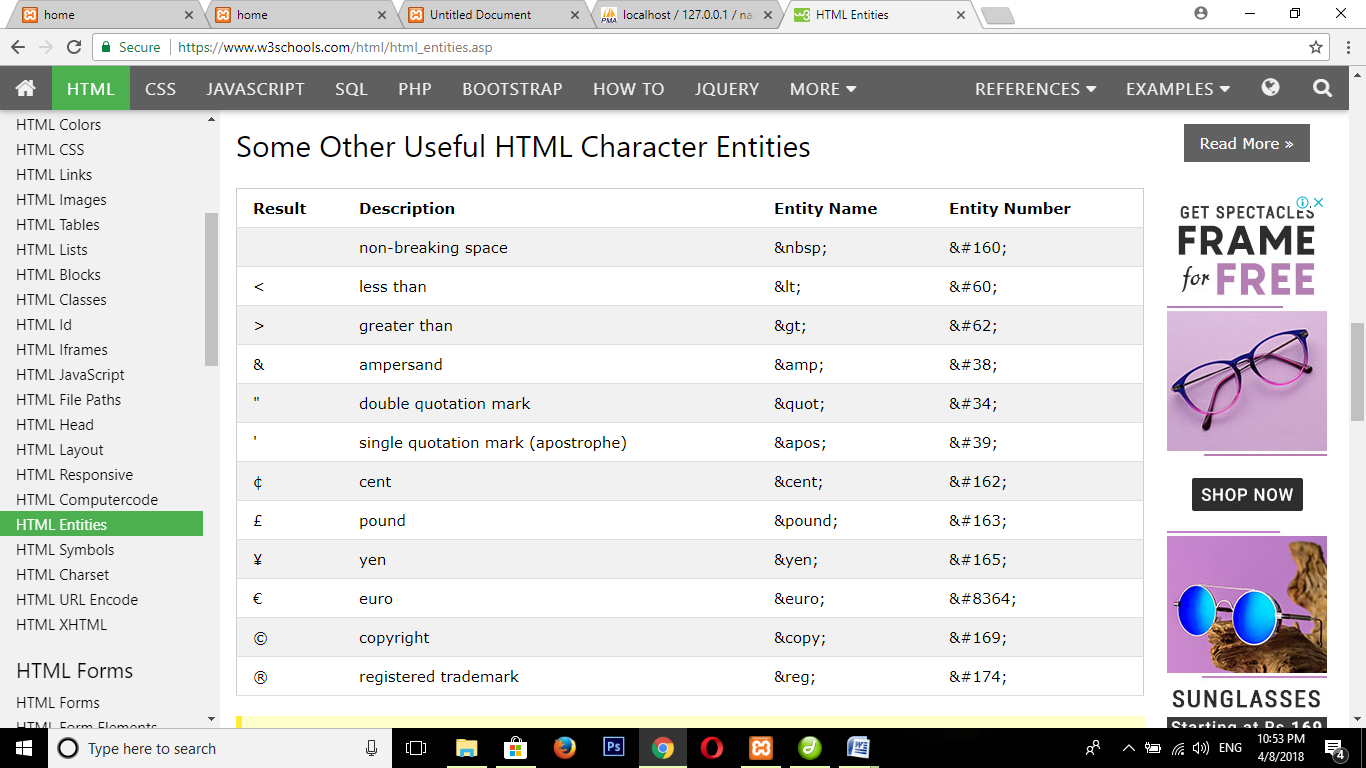 home
home
Untitled Document
localhost / 127.0.0.1 / na
HTML Entities
Secure
https://www.w3schools.com/html/html_entities.asp
HTML CSS JAVASCRIPT SQL PHP BOOTSTRAP HOW TO JQUERY MORE REFERENCES EXAMPLES
HTML Colors
HTML CSS
HTML Links
HTML Images
HTML Tables
HTML Lists
HTML Blocks
HTML Classes
HTML Id
HTML Iframes
HTML JavaScript
HTML File Paths
HTML Head
HTML Layout
HTML Responsive
HTML Computercode
HTML Entities
HTML Symbols
HTML Charset
HTML URL Encode
HTML XHTML
HTML Forms
HTML Forms
HTML Form Elements
Some Other Useful HTML Character Entities
Result Description Entity Name Entity Number
non-breaking space &nbsp; &#160;
< less than &lt; &#60;
> greater than &gt; &#62;
& ampersand &amp; &#38;
" double quotation mark &quot; &#34;
' single quotation mark (apostrophe) &apos; &#39;
¢ cent &cent; &#162;
£ pound &pound; &#163;
¥ yen &yen; &#165;
€ euro &euro; &#8364;
© copyright &copy; &#169;
® registered trademark &reg; &#174;
Read More »
GET SPECTACLES
FRAME
for FREE
SHOP NOW
SUNGLASSES
Starting at Rs 169
Type here to search
Ps
ENG
10:53 PM
4/8/2018
4